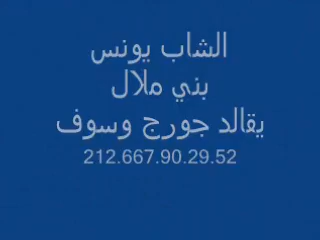 الشاب يونس
بني ملال
يقالد جورج وسوف
212.667.90.29.52